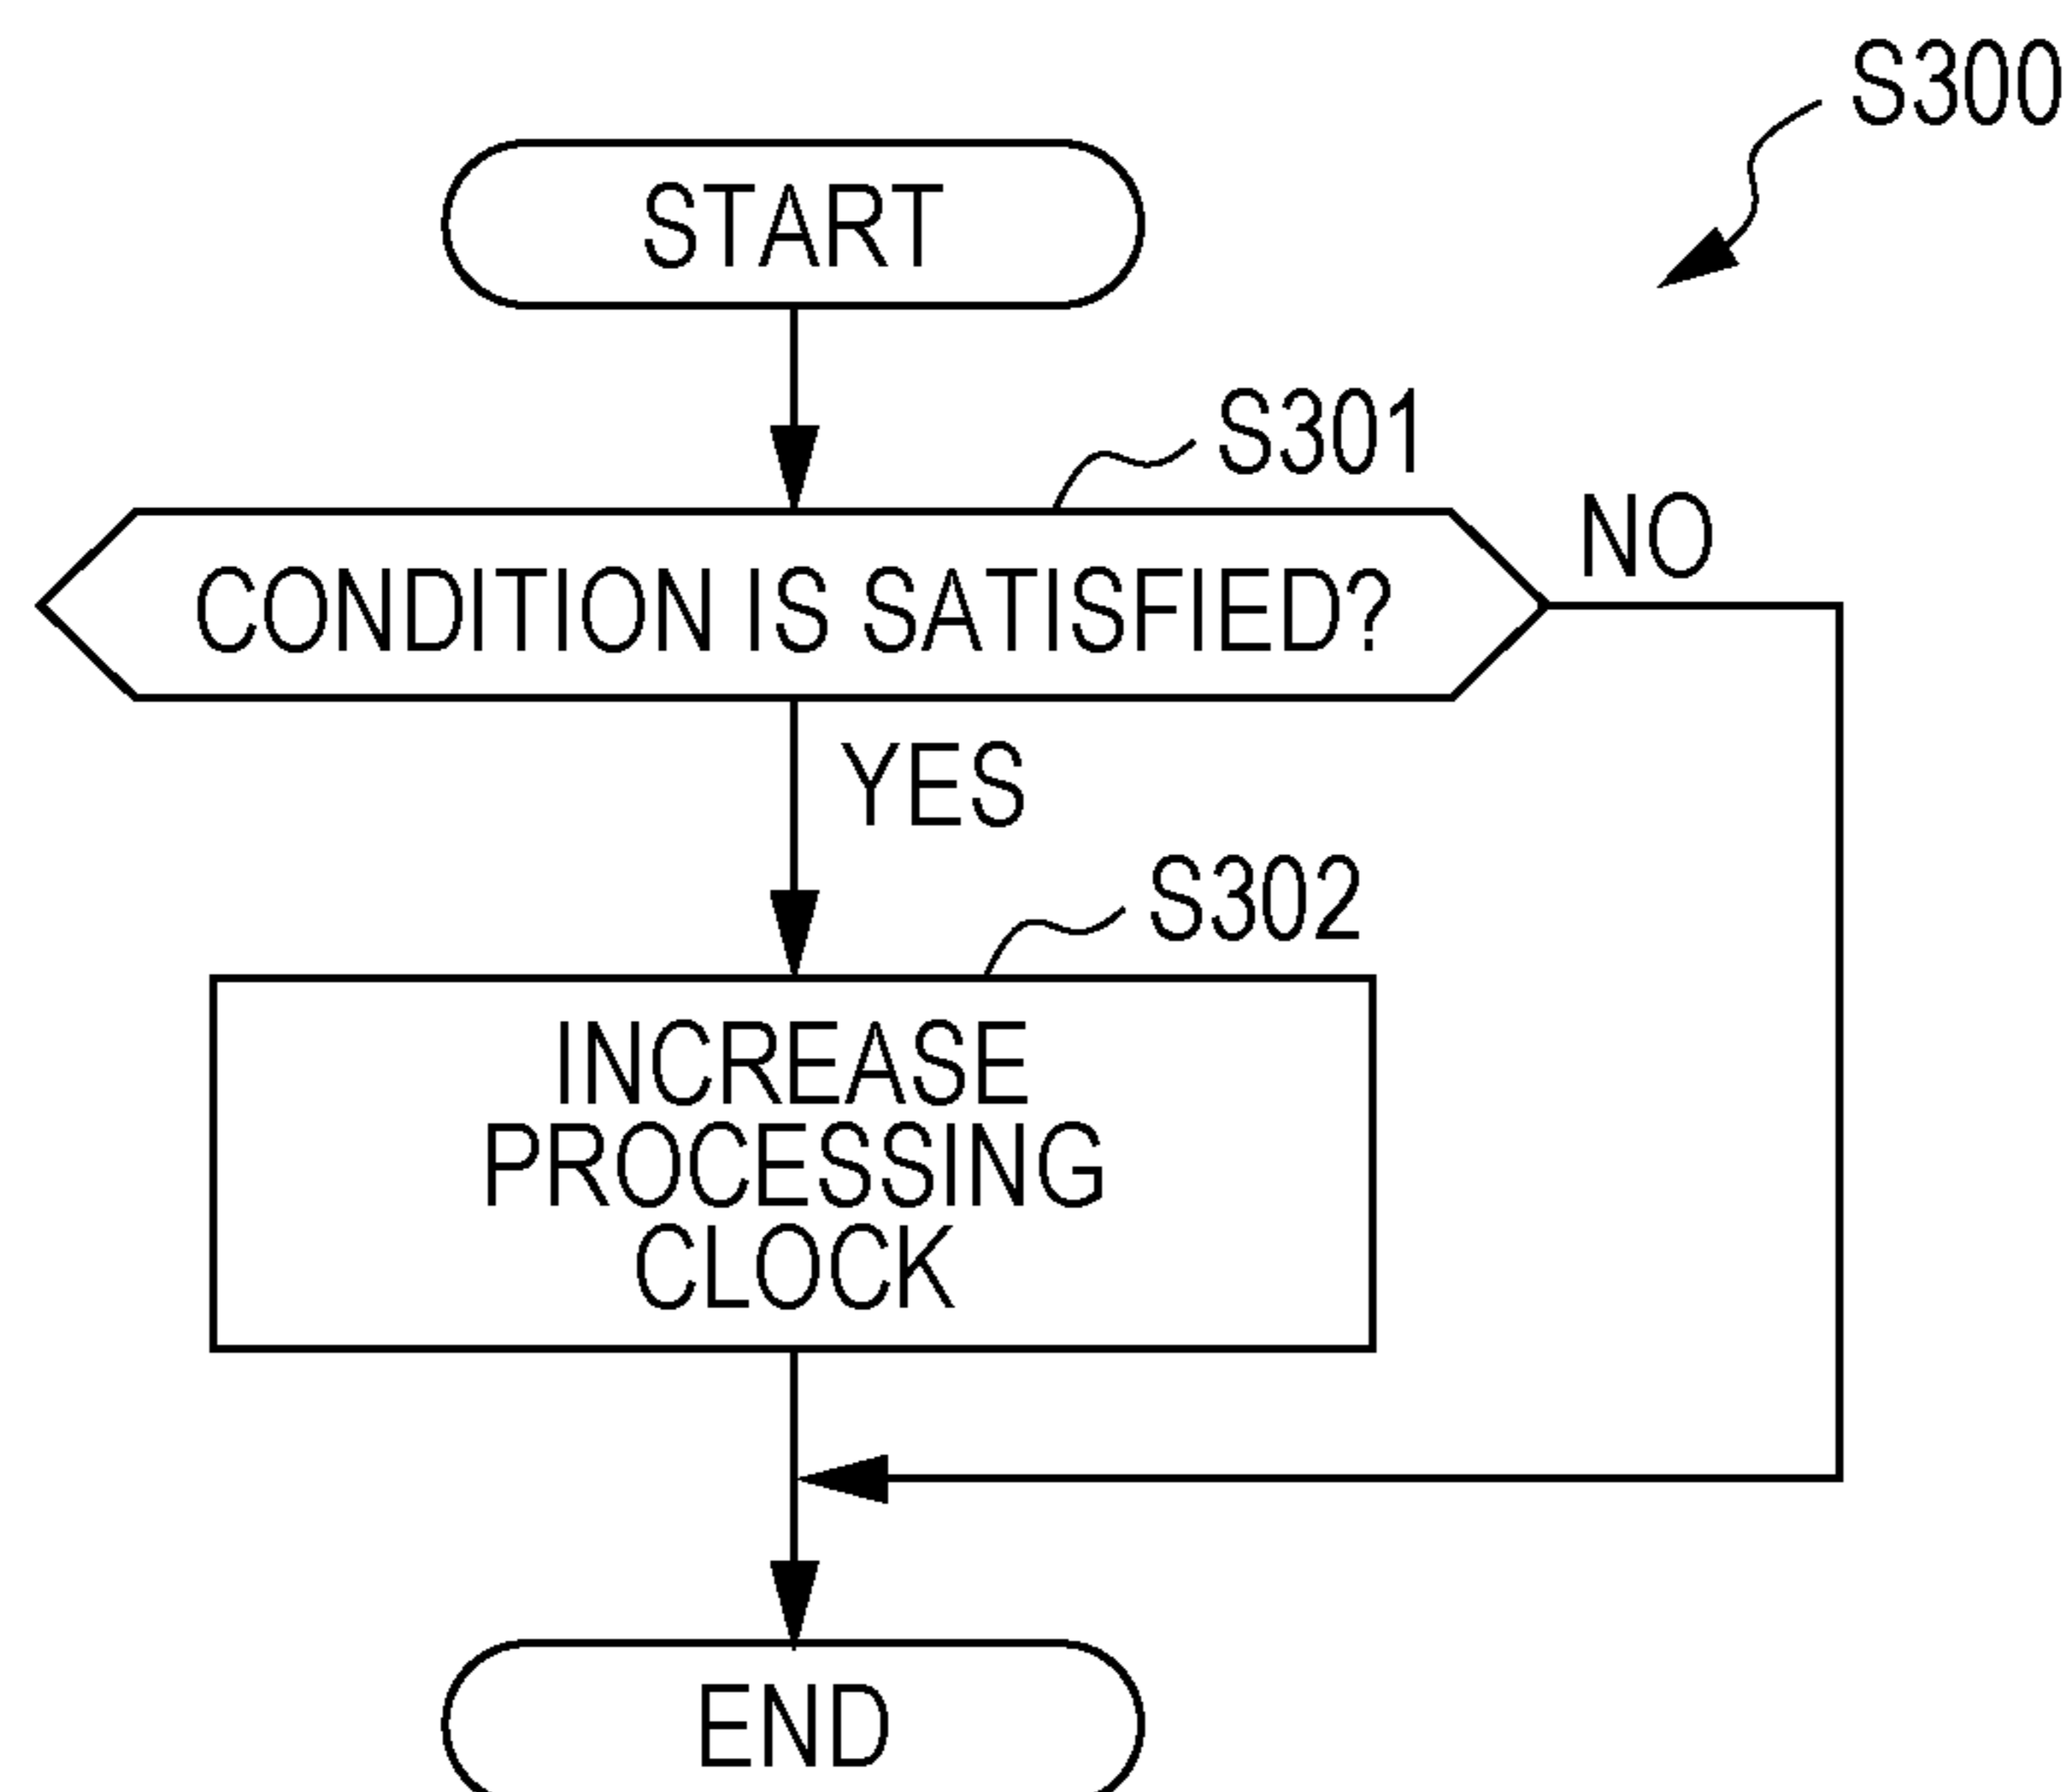 S300
START
S301
CONDITION IS SATISFIED?
NO
YES
S302
INCREASE
PROCESSING
CLOCK
END